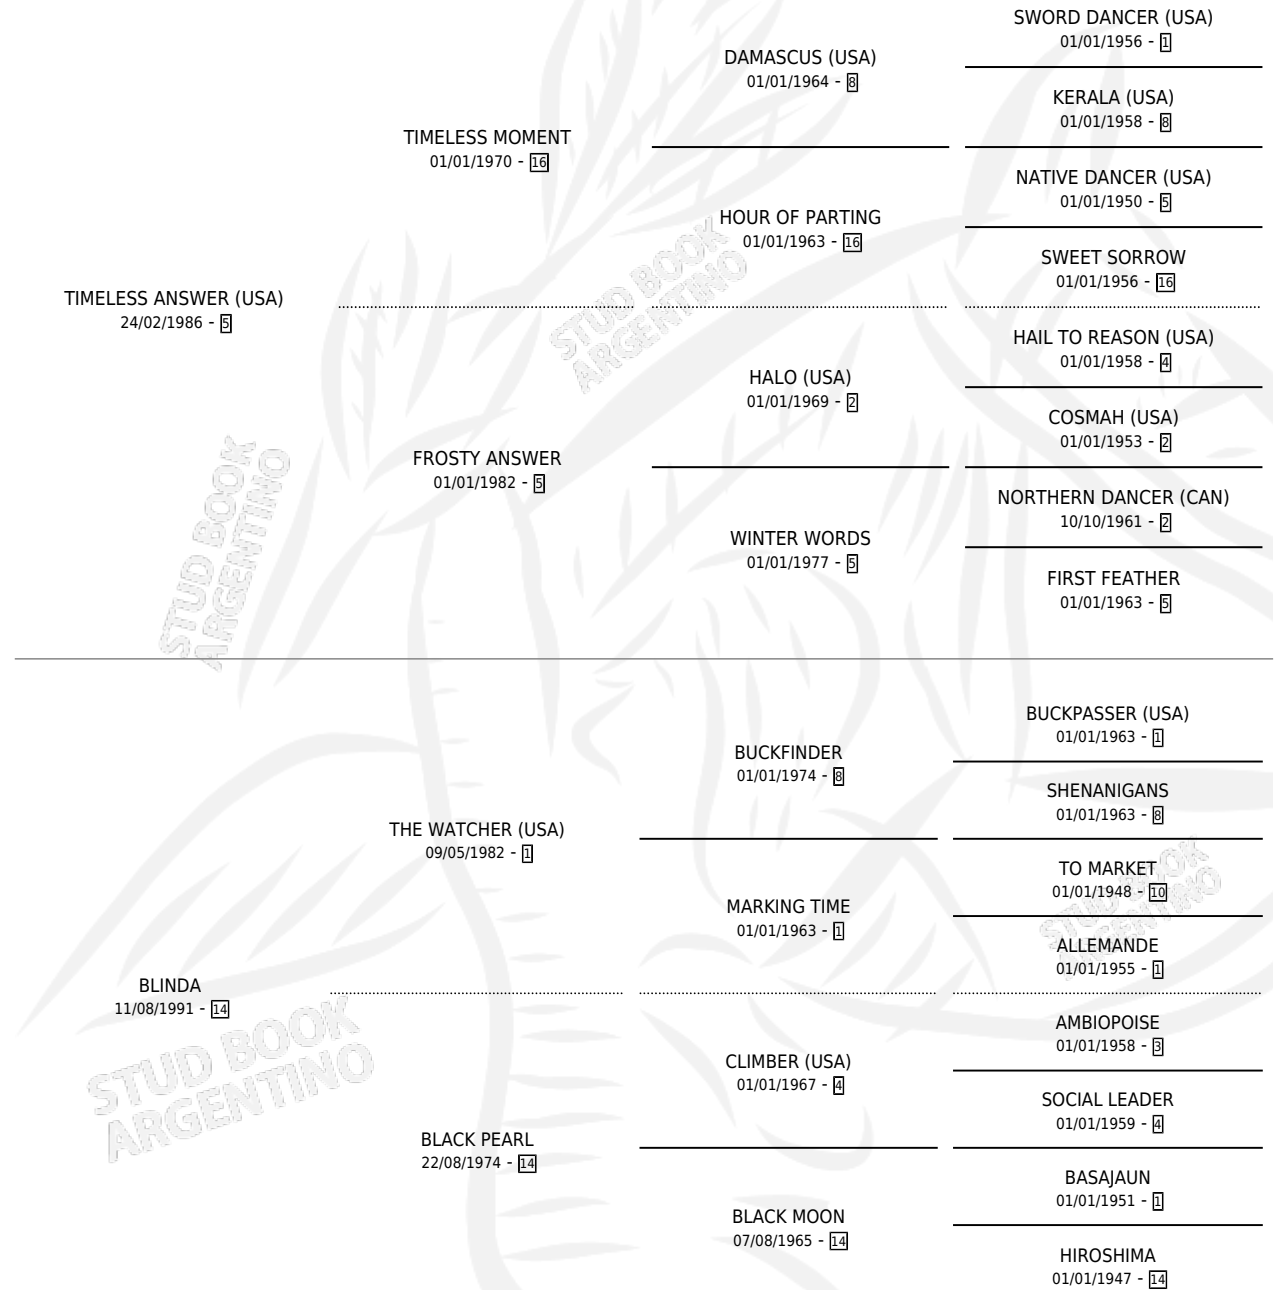 SWORD DANCER (USA)
01/01/1956 - 1
DAMASCUS (USA)
01/01/1964 - 8
KERALA (USA)
01/01/1958 - 8
TIMELESS MOMENT
01/01/1970 - 16
NATIVE DANCER (USA)
01/01/1950 - 5
HOUR OF PARTING
01/01/1963 - 16
SWEET SORROW
01/01/1956 - 16
TIMELESS ANSWER (USA)
24/02/1986 - 5
HAIL TO REASON (USA)
01/01/1958 - 4
HALO (USA)
01/01/1969 - 2
COSMAH (USA)
01/01/1953 - 2
FROSTY ANSWER
01/01/1982 - 5
NORTHERN DANCER (CAN)
10/10/1961 - 2
WINTER WORDS
01/01/1977 - 5
FIRST FEATHER
01/01/1963 - 5
BUCKPASSER (USA)
01/01/1963 - 1
BUCKFINDER
01/01/1974 - 8
SHENANIGANS
01/01/1963 - 8
THE WATCHER (USA)
09/05/1982 - 1
TO MARKET
01/01/1948 - 10
MARKING TIME
01/01/1963 - 1
ALLEMANDE
01/01/1955 - 1
BLINDA
11/08/1991 - 14
AMBIOPOISE
01/01/1958 - 3
CLIMBER (USA)
01/01/1967 - 4
SOCIAL LEADER
01/01/1959 - 4
BLACK PEARL
22/08/1974 - 14
BASAJAUN
01/01/1951 - 1
BLACK MOON
07/08/1965 - 14
HIROSHIMA
01/01/1947 - 14
STUD BOOK
ARGENTINO
STUD BOOK
ARGENTINO
STUD BOOK
ARGENTINO
STUD BOOK
ARGENTINO